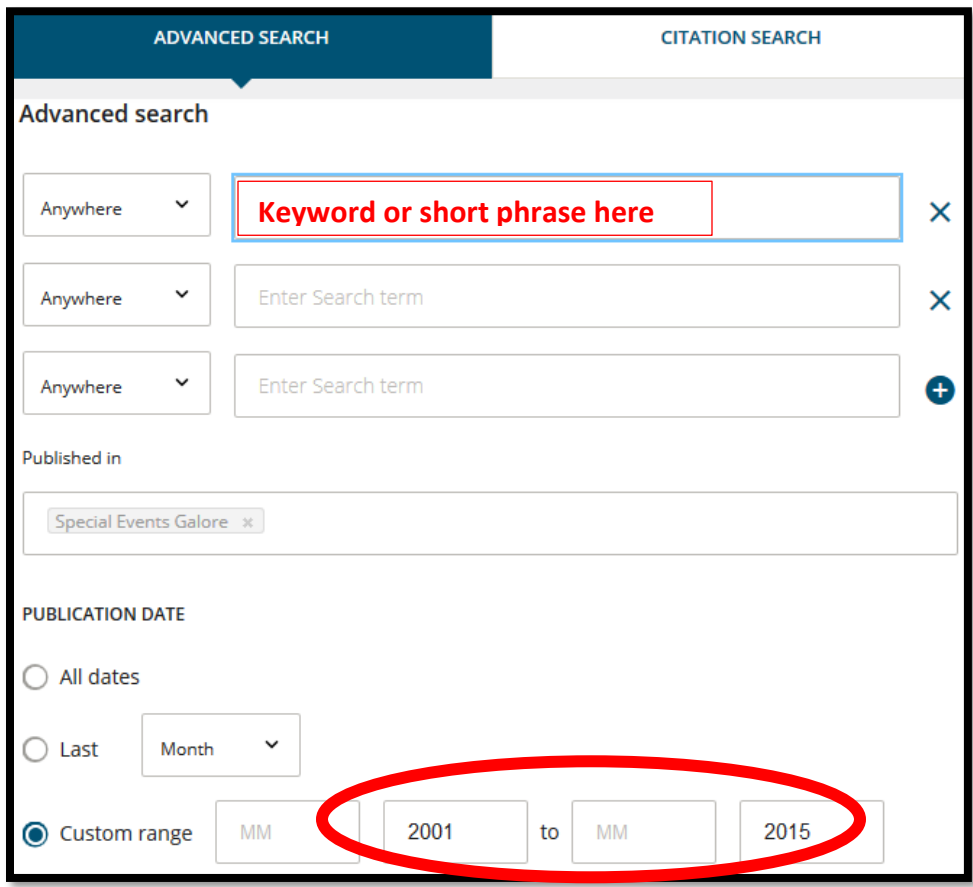 ADVANCED SEARCH CITATION SEARCH
Advanced search
Anywhere Keyword or short phrase here
Anywhere Enter Search term
Anywhere Enter Search term
Published in
Special Events Galore ×
PUBLICATION DATE
All dates
Last Month
Custom range MM 2001 to MM 2015